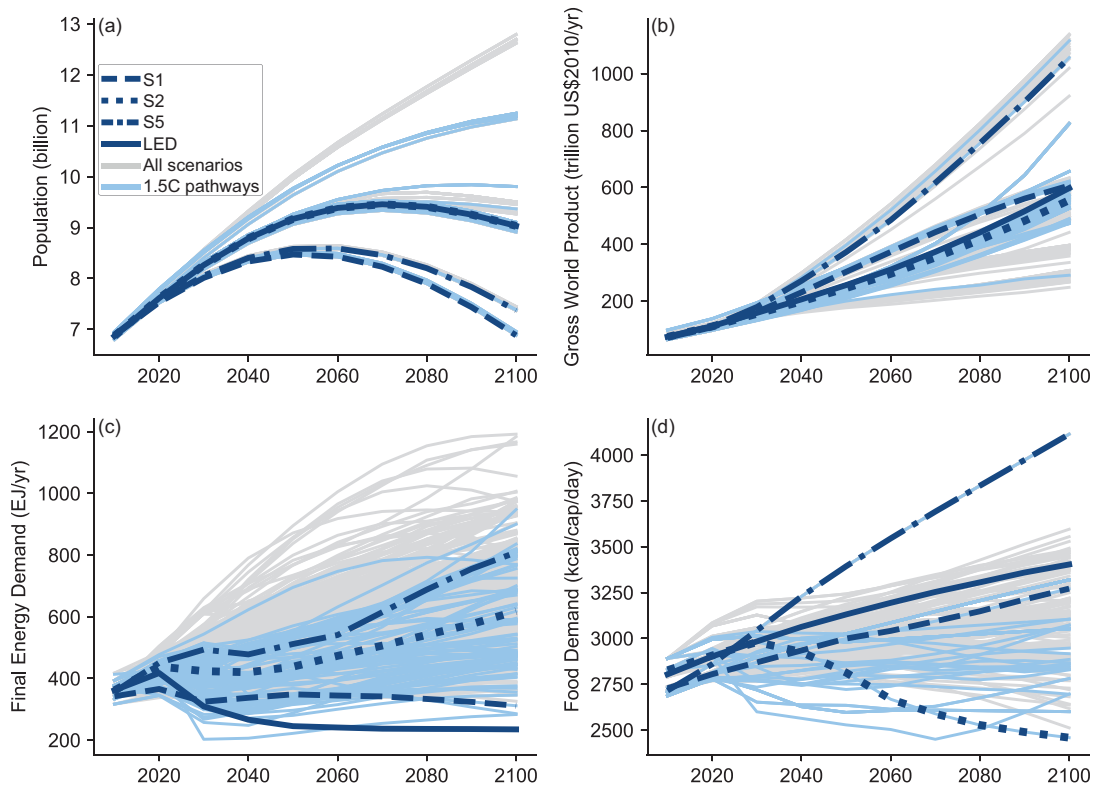 (a)
13
12
11
10
9
8
7
Population (billion)
S1
S2
S5
LED
All scenarios
1.5C pathways
2020 2040 2060 2080 2100
(b)
1000
800
600
400
200
Gross World Product (trillion US$2010/yr)
2020 2040 2060 2080 2100
(c)
1200
1000
800
600
400
200
Final Energy Demand (EJ/yr)
2020 2040 2060 2080 2100
(d)
4000
3750
3500
3250
3000
2750
2500
Food Demand (kcal/cap/day)
2020 2040 2060 2080 2100